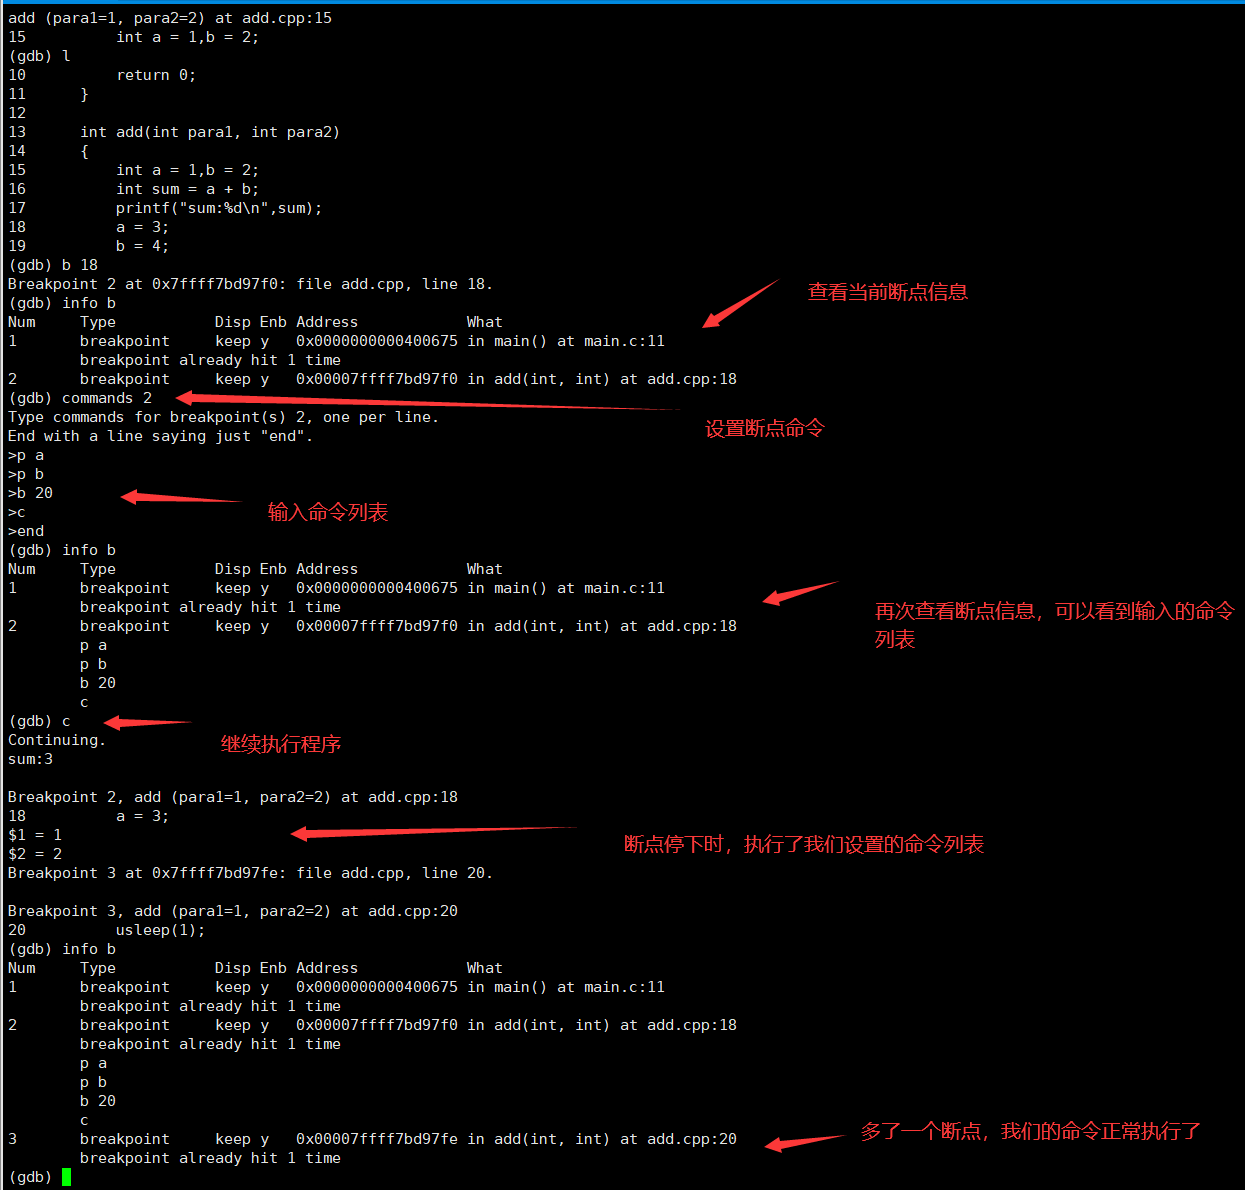 add (para1=1, para2=2) at add.cpp:15
15          int a = 1,b = 2;
(gdb) l
10          return 0;
11      }
12
13      int add(int para1, int para2)
14      {
15          int a = 1,b = 2;
16          int sum = a + b;
17          printf("sum:%d\n",sum);
18          a = 3;
19          b = 4;
(gdb) b 18
Breakpoint 2 at 0x7ffff7bd97f0: file add.cpp, line 18.
查看当前断点信息
(gdb) info b
Num     Type           Disp Enb Address            What
1       breakpoint     keep y   0x0000000000400675 in main() at main.c:11
        breakpoint already hit 1 time
2       breakpoint     keep y   0x00007ffff7bd97f0 in add(int, int) at add.cpp:18
(gdb) commands 2
Type commands for breakpoint(s) 2, one per line.
设置断点命令
End with a line saying just "end".
>p a
>p b
>b 20
输入命令列表
>c
>end
(gdb) info b
Num     Type           Disp Enb Address            What
1       breakpoint     keep y   0x0000000000400675 in main() at main.c:11
        breakpoint already hit 1 time
再次查看断点信息，可以看到输入的命令
列表
2       breakpoint     keep y   0x00007ffff7bd97f0 in add(int, int) at add.cpp:18
        p a
        p b
        b 20
        c
(gdb) c
Continuing.
继续执行程序
sum:3
Breakpoint 2, add (para1=1, para2=2) at add.cpp:18
18          a = 3;
$1 = 1
断点停下时，执行了我们设置的命令列表
$2 = 2
Breakpoint 3 at 0x7ffff7bd97fe: file add.cpp, line 20.
Breakpoint 3, add (para1=1, para2=2) at add.cpp:20
20          usleep(1);
(gdb) info b
Num     Type           Disp Enb Address            What
1       breakpoint     keep y   0x0000000000400675 in main() at main.c:11
        breakpoint already hit 1 time
2       breakpoint     keep y   0x00007ffff7bd97f0 in add(int, int) at add.cpp:18
        breakpoint already hit 1 time
        p a
        p b
        b 20
        c
多了一个断点，我们的命令正常执行了
3       breakpoint     keep y   0x00007ffff7bd97fe in add(int, int) at add.cpp:20
        breakpoint already hit 1 time
(gdb)